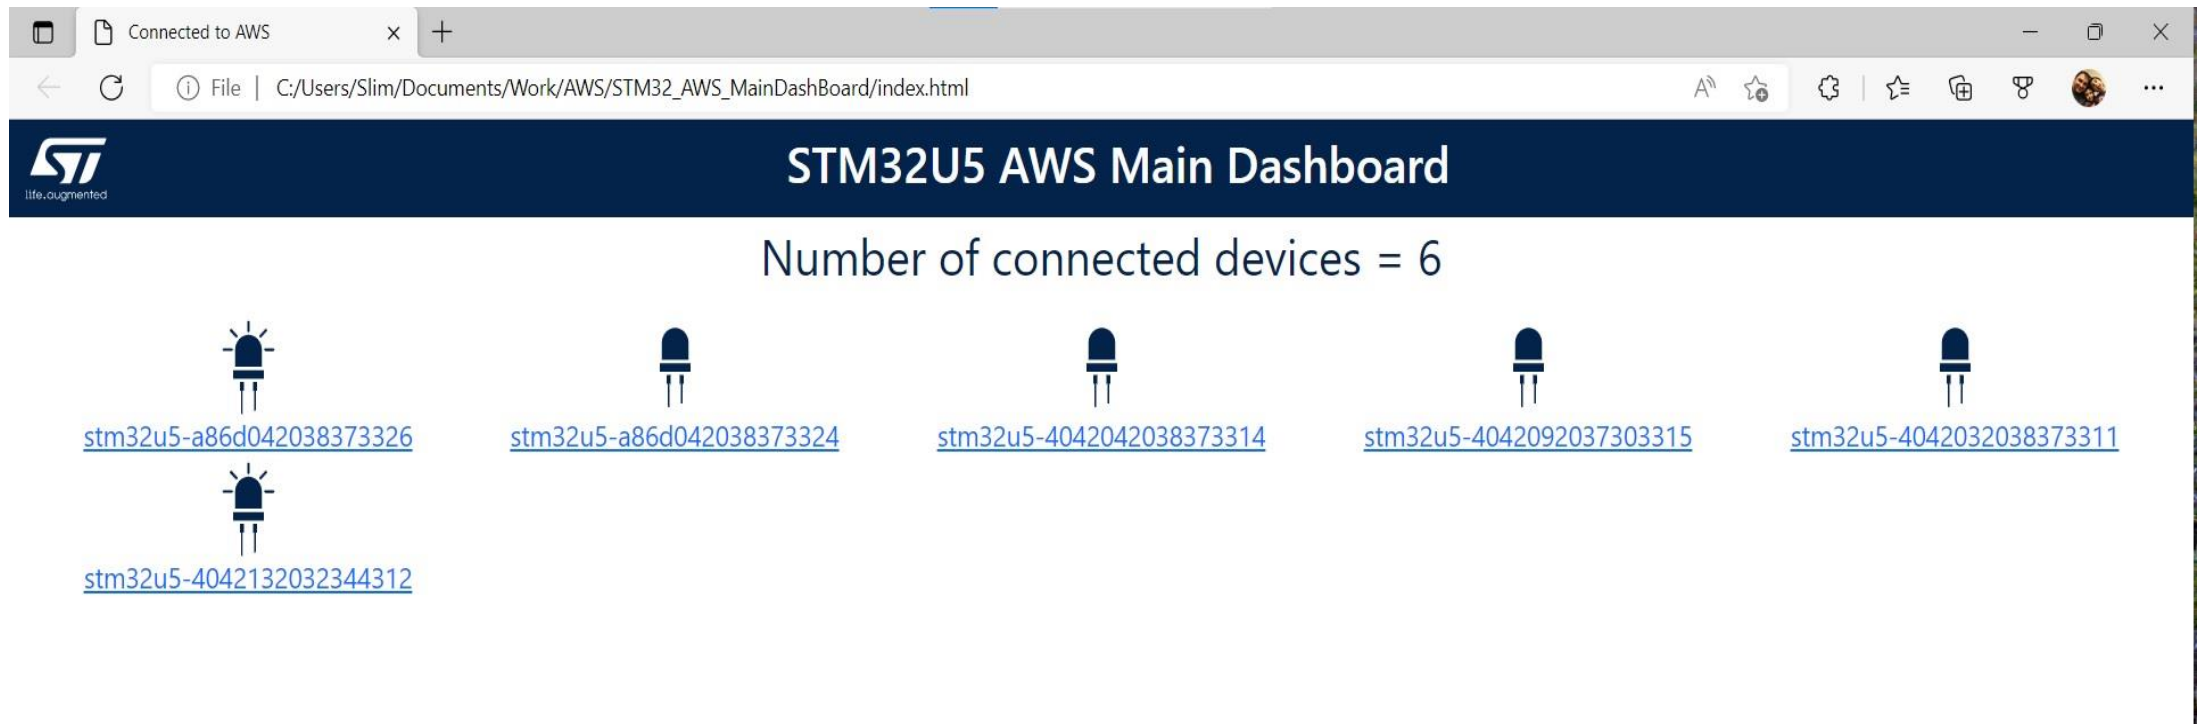 Connected to AWS
File | C:/Users/Slim/Documents/Work/AWS/STM32_AWS_MainDashBoard/index.html
ST
life.augmented
STM32U5 AWS Main Dashboard
Number of connected devices = 6
stm32u5-a86d042038373326 stm32u5-a86d042038373324 stm32u5-4042042038373314 stm32u5-4042092037303315 stm32u5-4042032038373311
stm32u5-4042132032344312